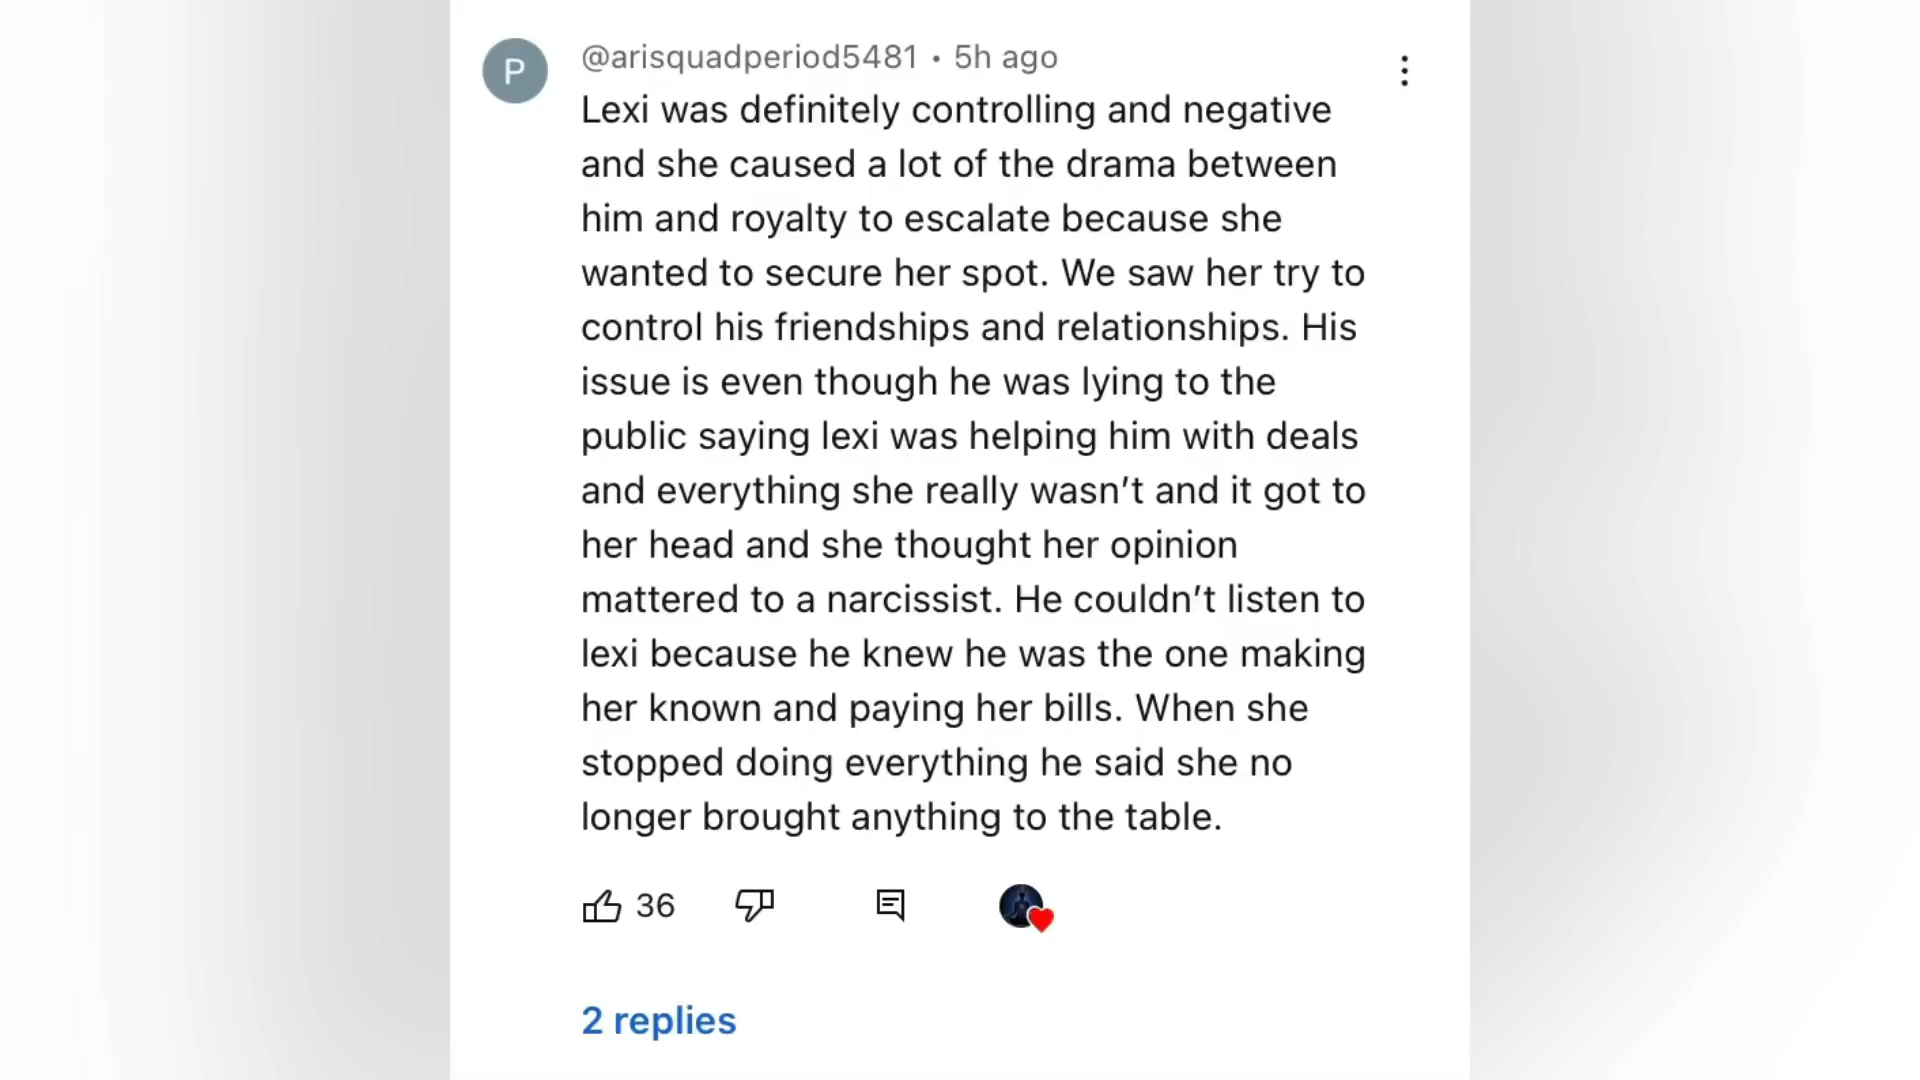 P
@arisquadperiod5481 • 5h ago
Lexi was definitely controlling and negative
and she caused a lot of the drama between
him and royalty to escalate because she
wanted to secure her spot. We saw her try to
control his friendships and relationships. His
issue is even though he was lying to the
public saying lexi was helping him with deals
and everything she really wasn’t and it got to
her head and she thought her opinion
mattered to a narcissist. He couldn’t listen to
lexi because he knew he was the one making
her known and paying her bills. When she
stopped doing everything he said she no
longer brought anything to the table.
36
2 replies